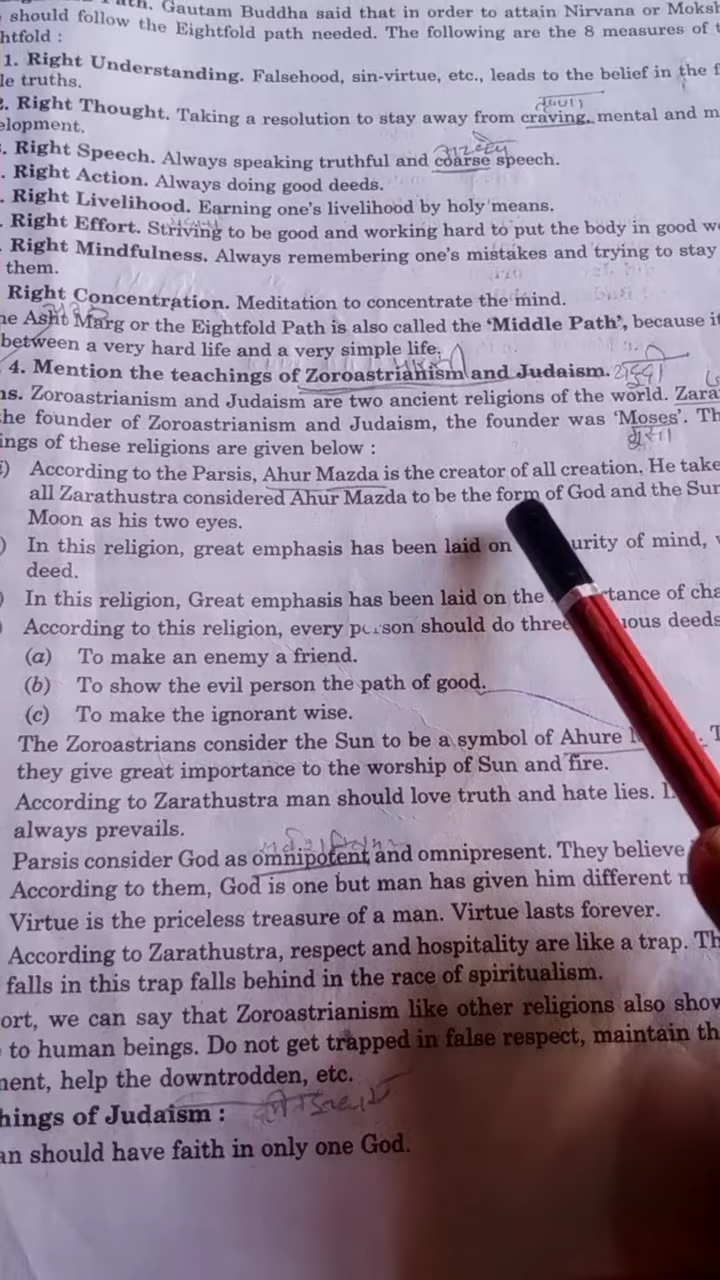 Gautam Buddha said that in order to attain Nirvana or
should follow the Eightfold path needed. The following are the 8 measures of
htfold :
1. Right Understanding. Falsehood, sin-virtue, etc., leads to the belief in the
le truths.
. Right Thought. Taking a resolution to stay away from craving, mental and
elopment.
. Right Speech. Always speaking truthful and coarse speech.
. Right Action. Always doing good deeds.
. Right Livelihood. Earning one's livelihood by holy means.
. Right Effort. Striving to be good and working hard to put the body in good
. Right Mindfulness. Always remembering one's mistakes and trying to stay
them.
Right Concentration. Meditation to concentrate the mind.
Asht Marg or the Eightfold Path is also called the 'Middle Path', because it
between a very hard life and a very simple life.
4. Mention the teachings of Zoroastrianism and Judaism.
ns. Zoroastrianism and Judaism are two ancient religions of the world. Zara
he founder of Zoroastrianism and Judaism, the founder was 'Moses'. Th
मूसा
ings of these religions are given below :
According to the Parsis, Ahur Mazda is the creator of all creation. He take
all Zarathustra considered Ahur Mazda to be the form of God and the Sun
Moon as his two eyes.
In this religion, great emphasis has been laid on urity of mind,
deed.
In this religion, Great emphasis has been laid on the tance of cha
According to this religion, every person should do three ious deeds
(a) To make an enemy a friend.
(b) To show the evil person the path of good.
(c) To make the ignorant wise.
The Zoroastrians consider the Sun to be a symbol of Ahure
they give great importance to the worship of Sun and fire.
According to Zarathustra man should love truth and hate lies.
always prevails.
Parsis consider God as omnipotent and omnipresent. They believe
According to them, God is one but man has given him different
Virtue is the priceless treasure of a man. Virtue lasts forever.
According to Zarathustra, respect and hospitality are like a trap. Th
falls in this trap falls behind in the race of spiritualism.
ort, we can say that Zoroastrianism like other religions also show
to human beings. Do not get trapped in false respect, maintain th
ment, help the downtrodden, etc.
hings of Judaism :
an should have faith in only one God.